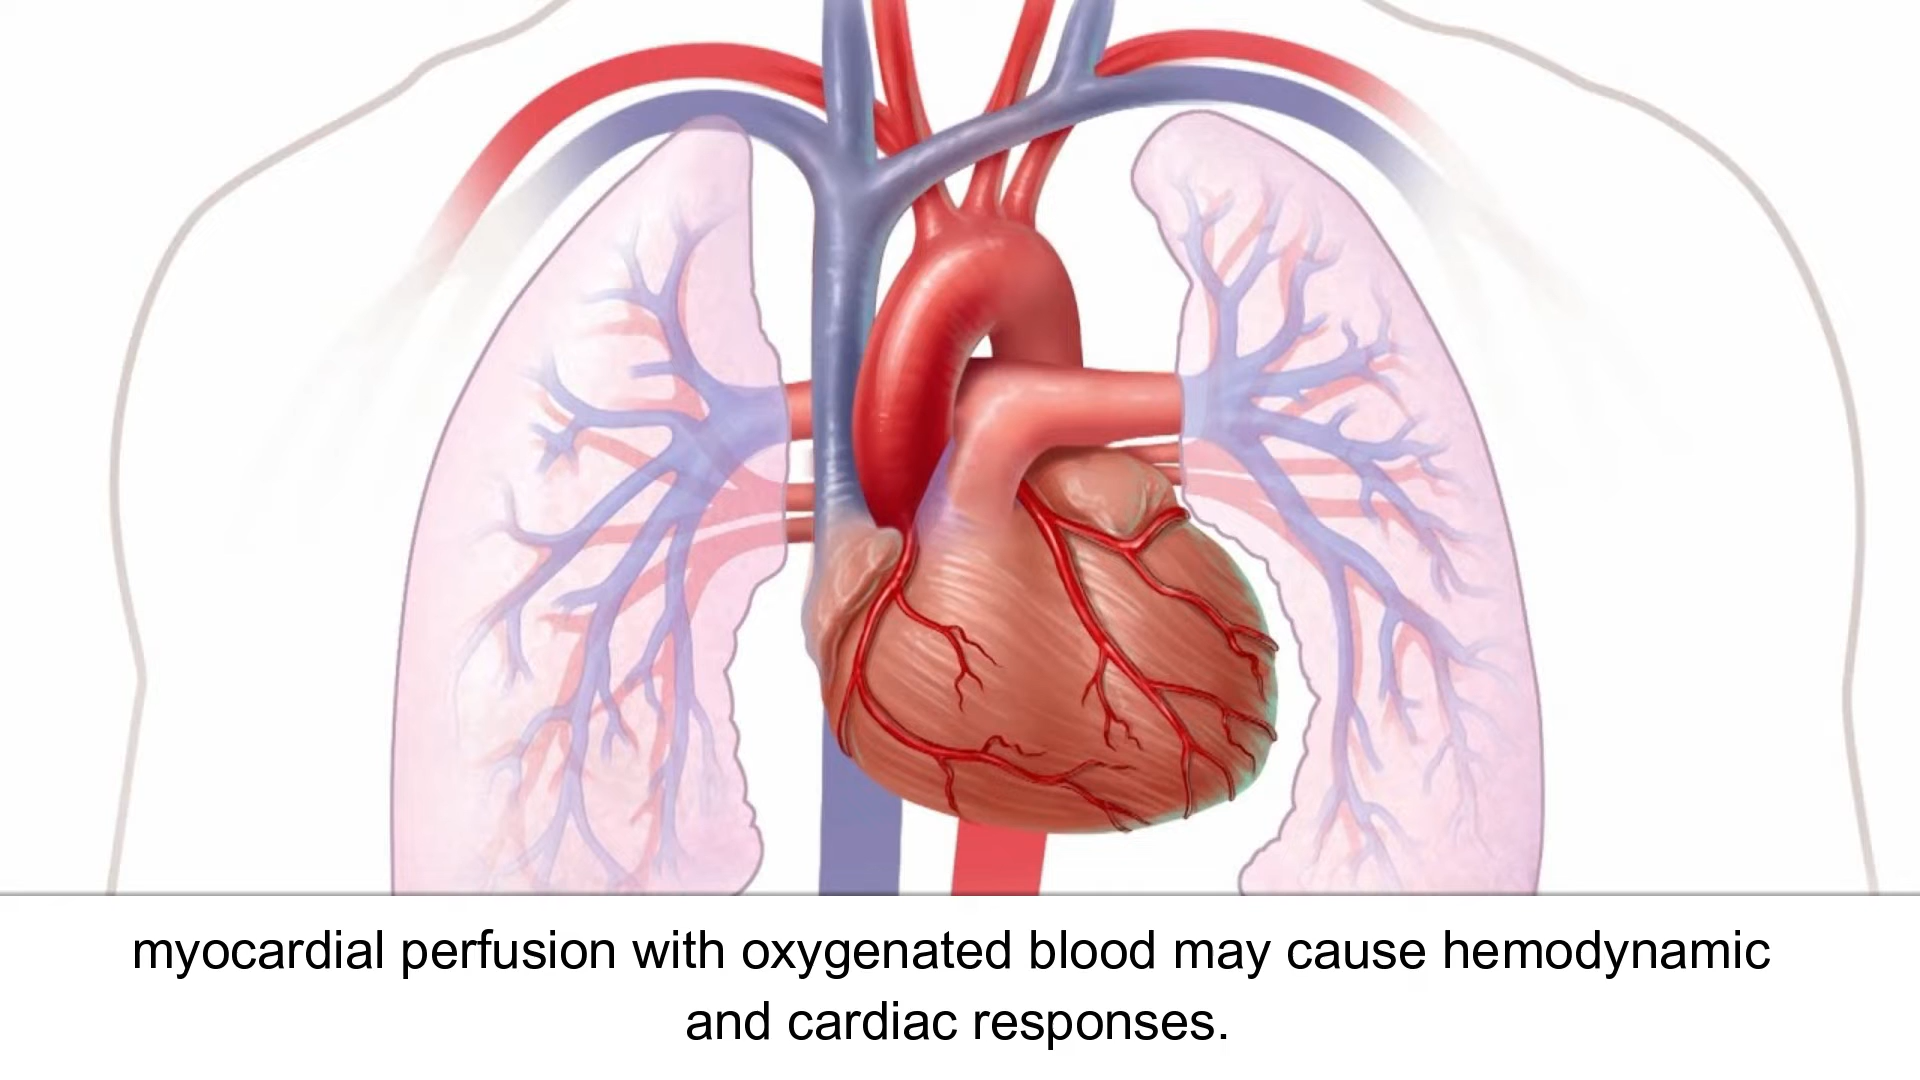 myocardial perfusion with oxygenated blood may cause hemodynamic
and cardiac responses.